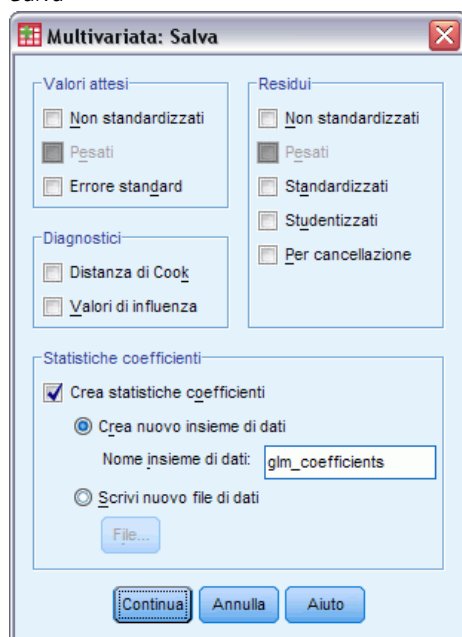 Multivariata: Salva
Valori attesi
Non standardizzati
Pesati
Errore standard
Diagnostici
Distanza di Cook
Valori di influenza
Residui
Non standardizzati
Pesati
Standardizzati
Studentizzati
Per cancellazione
Statistiche coefficienti
Crea statistiche coefficienti
Crea nuovo insieme di dati
Nome insieme di dati: glm_coefficients
Scrivi nuovo file di dati
File...
Continua Annulla Aiuto